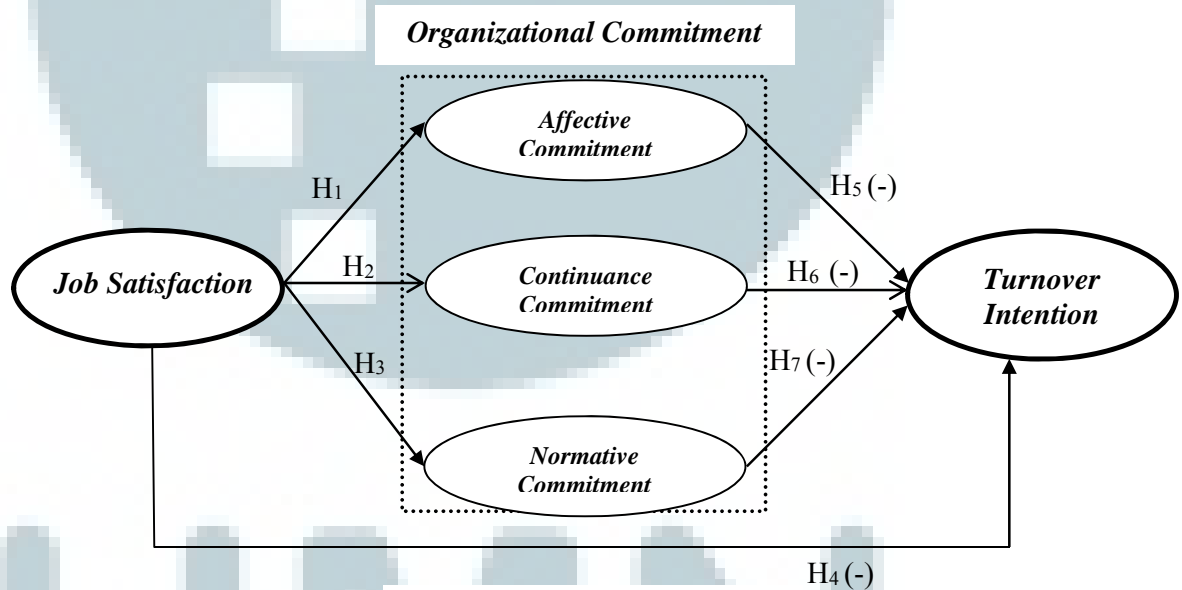 Organizational Commitment
Affective
Commitment
H1
H5 (-)
Job Satisfaction
H2
Continuance
Commitment
H6 (-)
Turnover
Intention
H3
H7 (-)
Normative
Commitment
H4 (-)